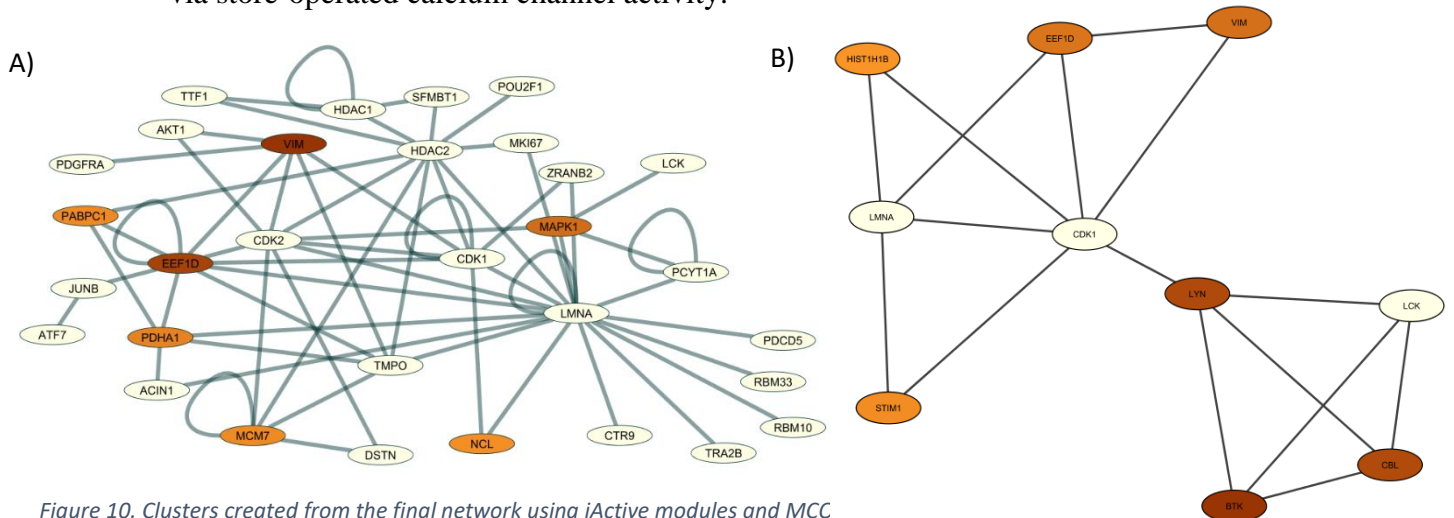 via store-operated calcium channel activity.
A)
B)
TTF1
HDAC1
SFMBT1
POU2F1
AKT1
VIM
HDAC2
MKI67
PDGFRA
ZRANB2
LCK
PABPC1
MAPK1
CDK2
CDK1
EEF1D
PCYT1A
JUNB
LMNA
ATF7
PDHA1
TMPO
PDCD5
ACIN1
RBM33
MCM7
NCL
CTR9
RBM10
DSTN
TRA2B
EEF1D
VIM
HIST1H1B
LMNA
CDK1
LYN
LCK
STIM1
CBL
BTK
Figure 10. Clusters created from the final network using jActive modules and MCC